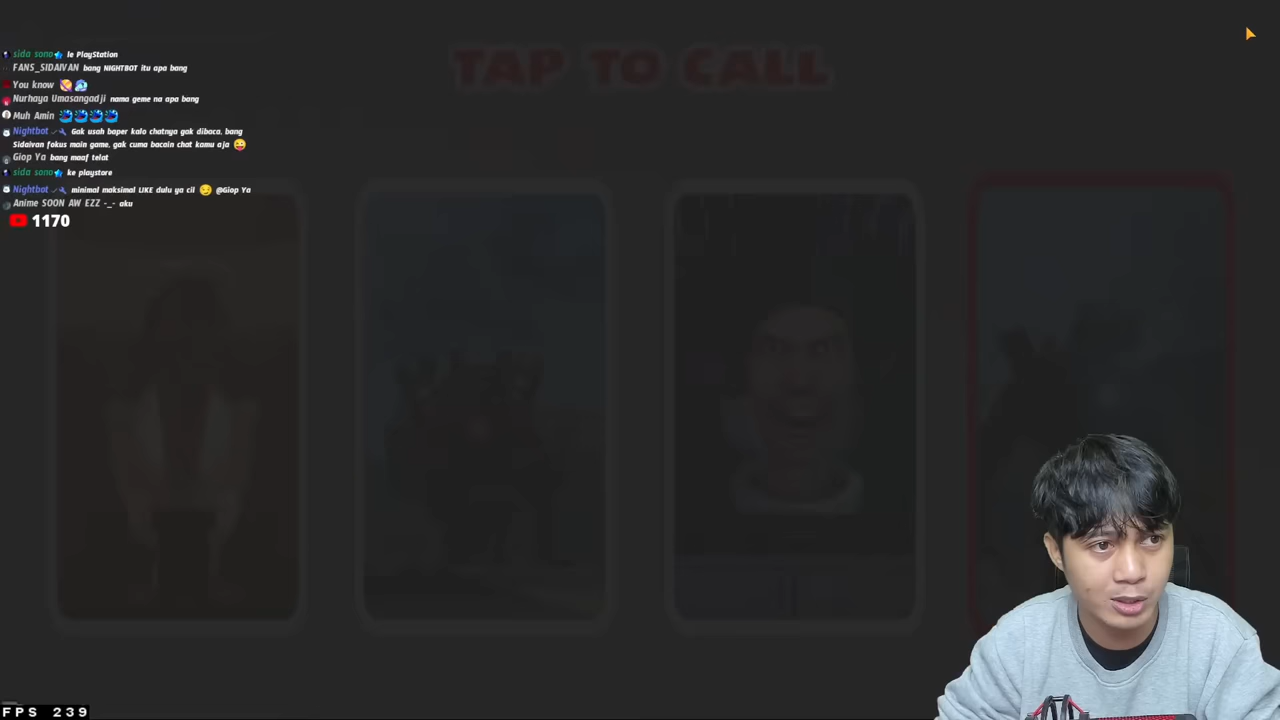 TAP TO CALL
sida sono le PlayStation
FANS_SIDAIVAN bang NIGHTBOT itu apa bang
You know
Nurhaya Umasangadji nama geme na apa bang
Muh Amin
Nightbot Gak usah baper kalo chatnya gak dibaca, bang
Sidaivan fokus main game, gak cuma bacain chat kamu aja 😜
Giop Ya bang maaf telat
sida sono ke playstore
Nightbot minimal maksimal LIKE dulu ya cil 😏 @Giop Ya
Anime SOON AW EZZ -_- aku
1170
FPS 239